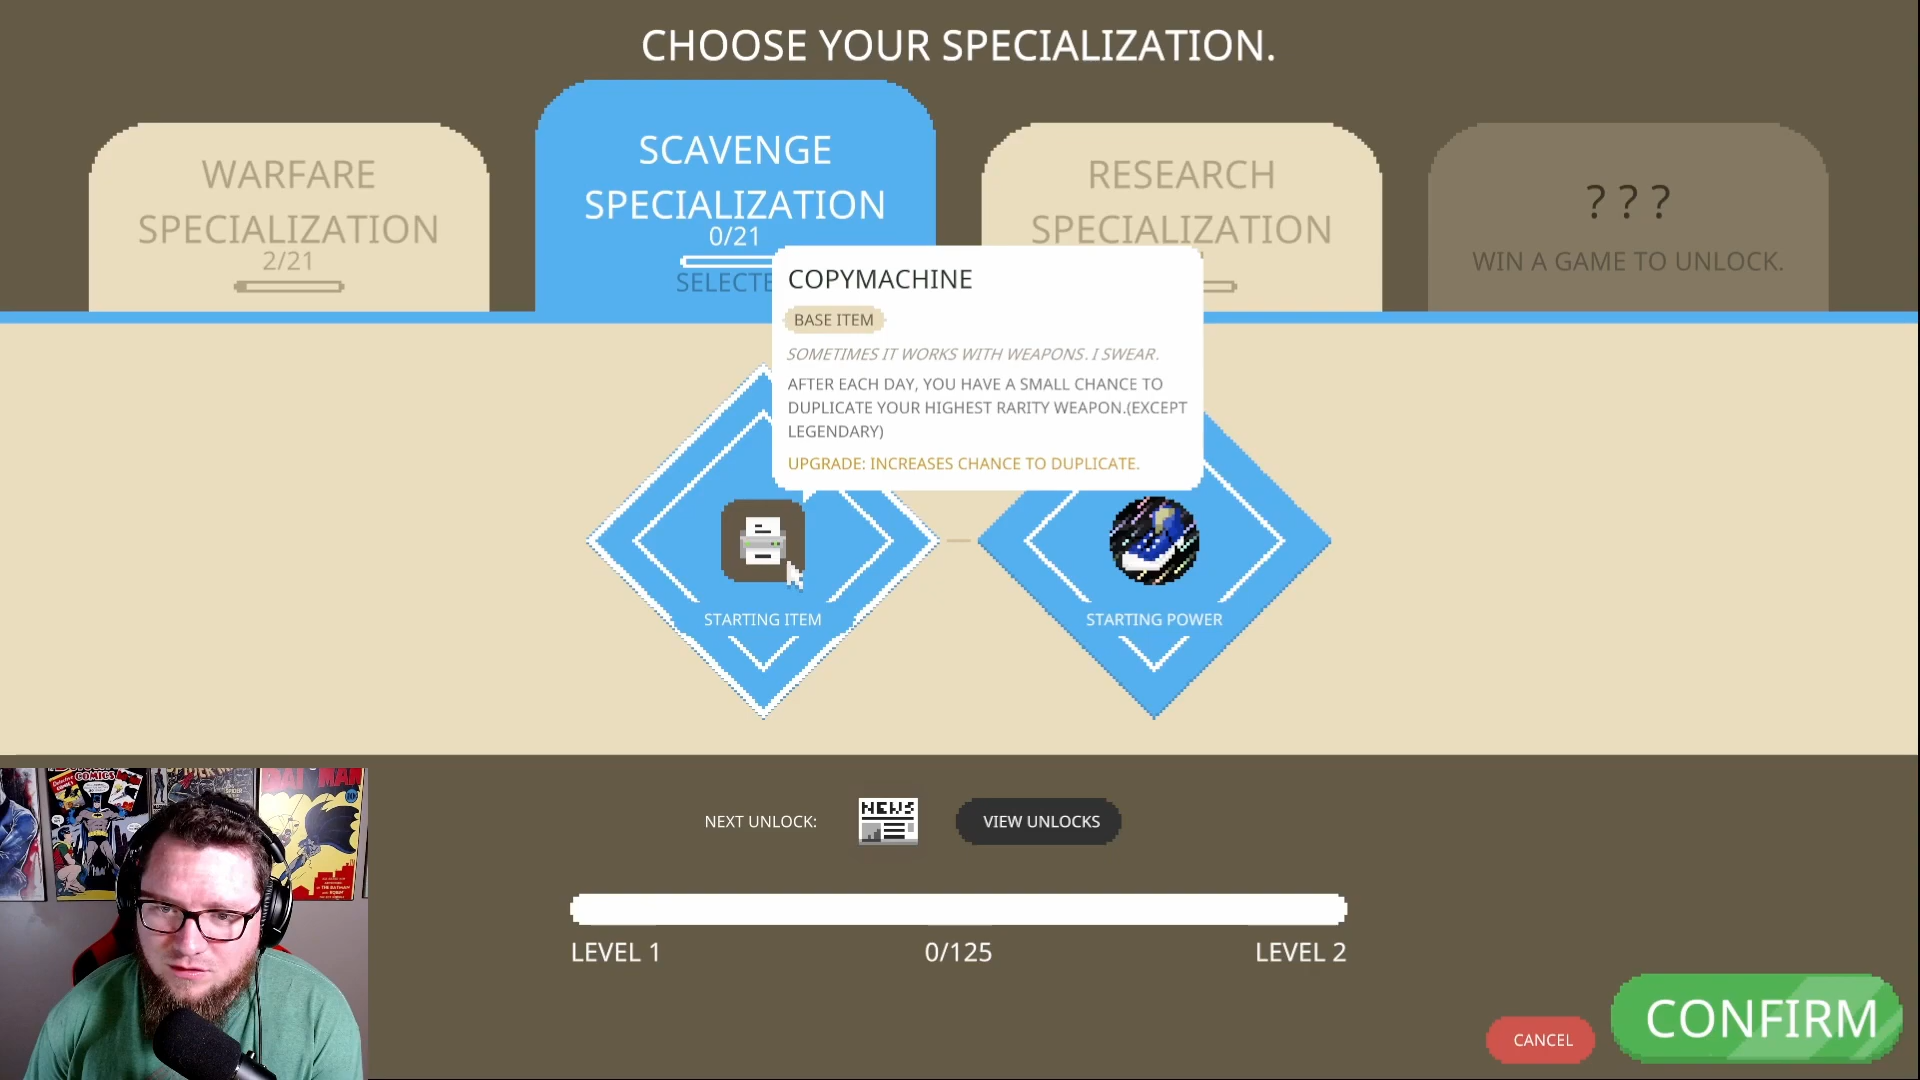 CHOOSE YOUR SPECIALIZATION.
WARFARE
SPECIALIZATION
2/21
SCAVENGE
SPECIALIZATION
0/21
SELECTE
RESEARCH
SPECIALIZATION
? ? ?
WIN A GAME TO UNLOCK.
COPYMACHINE
BASE ITEM
SOMETIMES IT WORKS WITH WEAPONS. I SWEAR.
AFTER EACH DAY, YOU HAVE A SMALL CHANCE TO
DUPLICATE YOUR HIGHEST RARITY WEAPON.(EXCEPT
LEGENDARY)
UPGRADE: INCREASES CHANCE TO DUPLICATE.
STARTING ITEM
STARTING POWER
NEXT UNLOCK:
NEWS
VIEW UNLOCKS
LEVEL 1
0/125
LEVEL 2
CANCEL
CONFIRM
COMICS
BATMAN